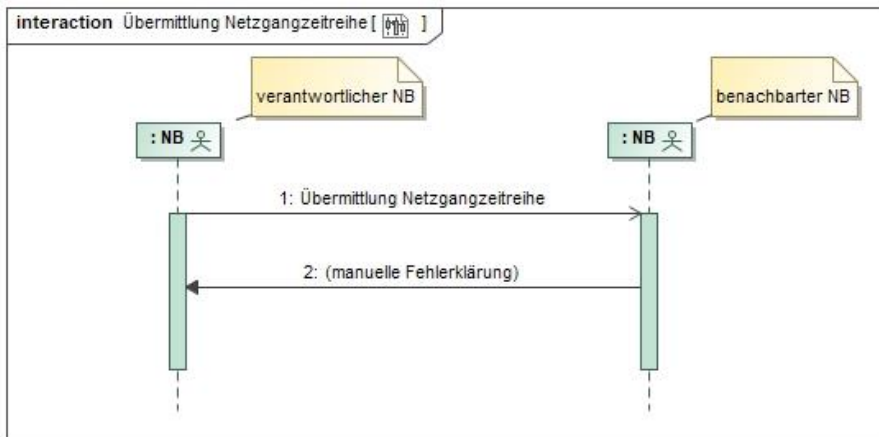 interaction Übermittlung Netzgangzeitreihe [ ]
verantwortlicher NB
benachbarter NB
: NB
: NB
1: Übermittlung Netzgangzeitreihe
2: (manuelle Fehlerklärung)